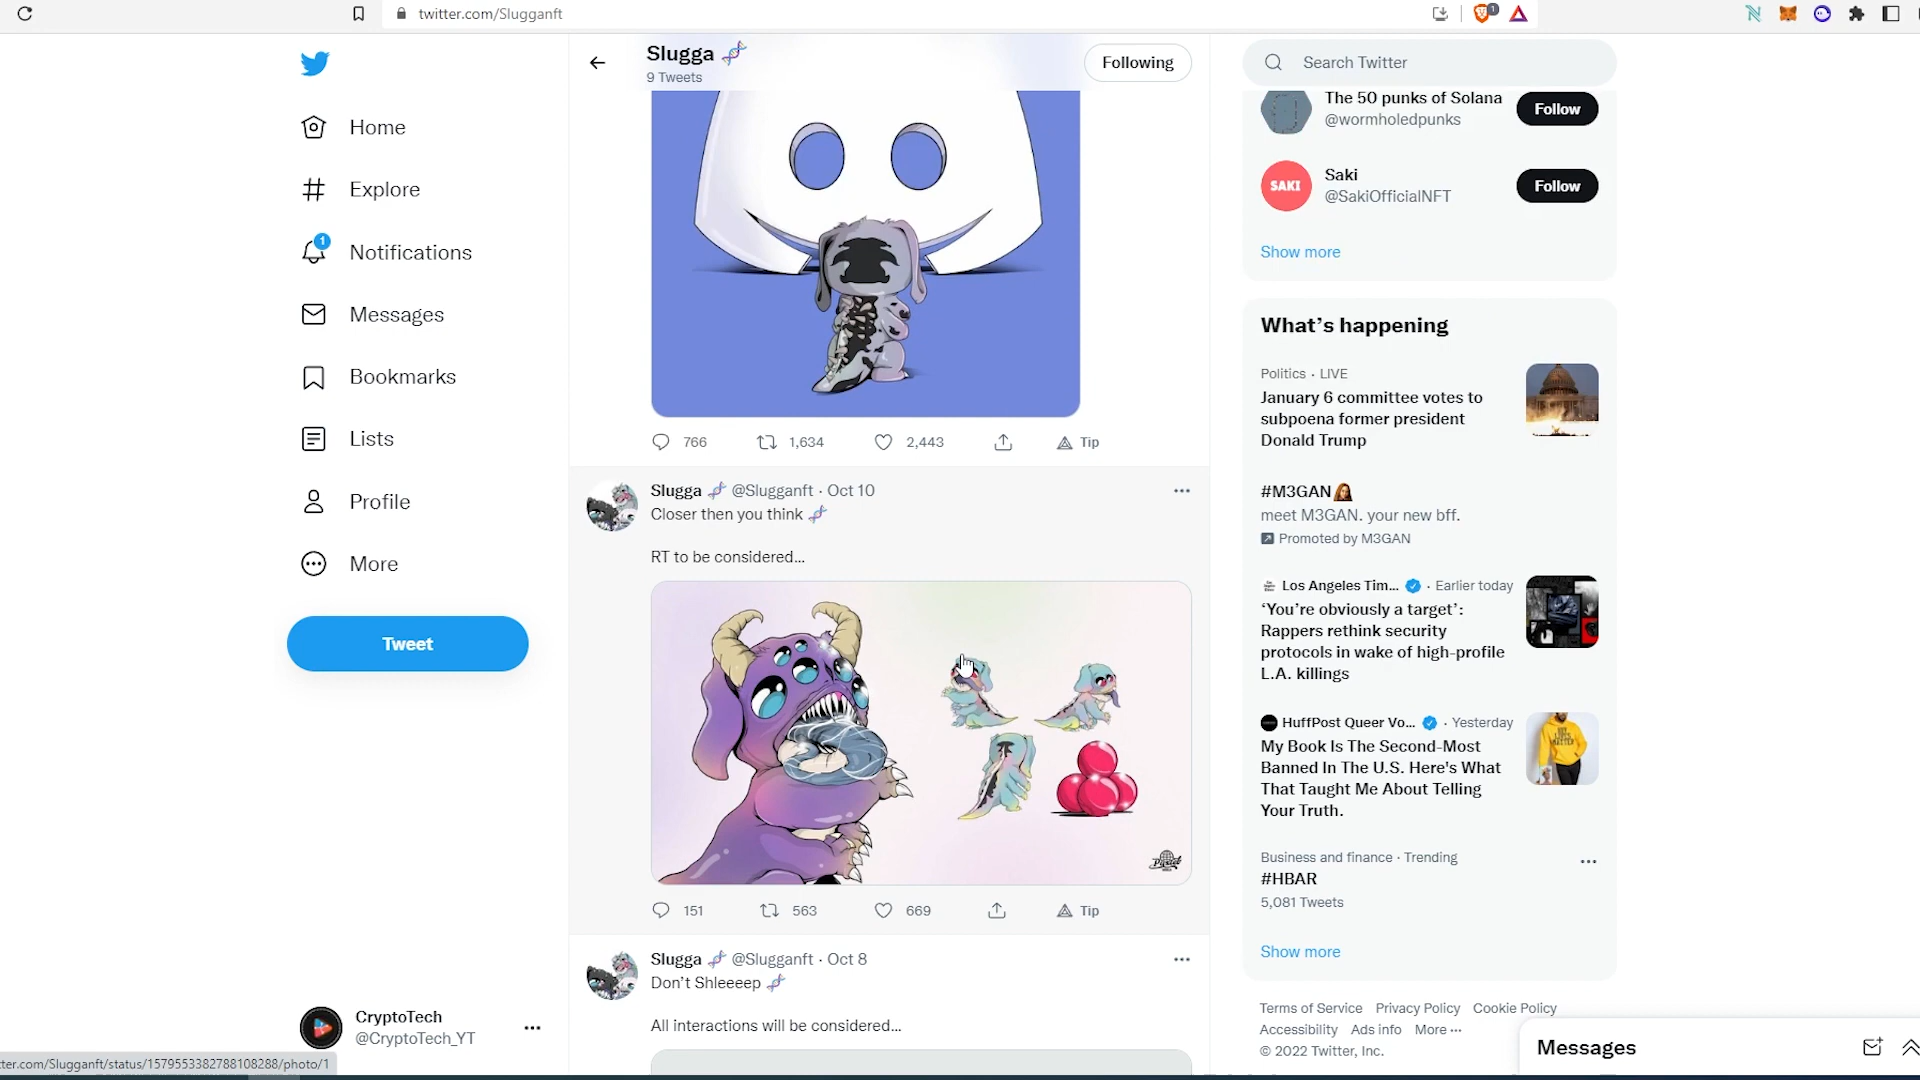 twitter.com/Slugganft
1
Home
Explore
1
Notifications
Messages
Bookmarks
Lists
Profile
More
Tweet
CryptoTech
@CryptoTech_YT
tter.com/Slugganft/status/1579553382788108288/photo/1
Slugga 🧬
9 Tweets
Following
766 1,634 2,443 Tip
Slugga 🧬 @Slugganft · Oct 10
Closer then you think 🧬
RT to be considered...
151 563 669 Tip
Slugga 🧬 @Slugganft · Oct 8
Don't Shleeeep 🧬
All interactions will be considered...
Search Twitter
The 50 punks of Solana
@wormholedpunks
Follow
SAKI
Saki
@SakiOfficialNFT
Follow
Show more
What's happening
Politics · LIVE
January 6 committee votes to
subpoena former president
Donald Trump
#M3GAN
meet M3GAN. your new bff.
Promoted by M3GAN
Los Angeles Tim... · Earlier today
'You're obviously a target':
Rappers rethink security
protocols in wake of high-profile
L.A. killings
HuffPost Queer Vo... · Yesterday
My Book Is The Second-Most
Banned In The U.S. Here's What
That Taught Me About Telling
Your Truth.
Business and finance · Trending
#HBAR
5,081 Tweets
Show more
Terms of Service Privacy Policy Cookie Policy
Accessibility Ads info More ···
© 2022 Twitter, Inc.
Messages